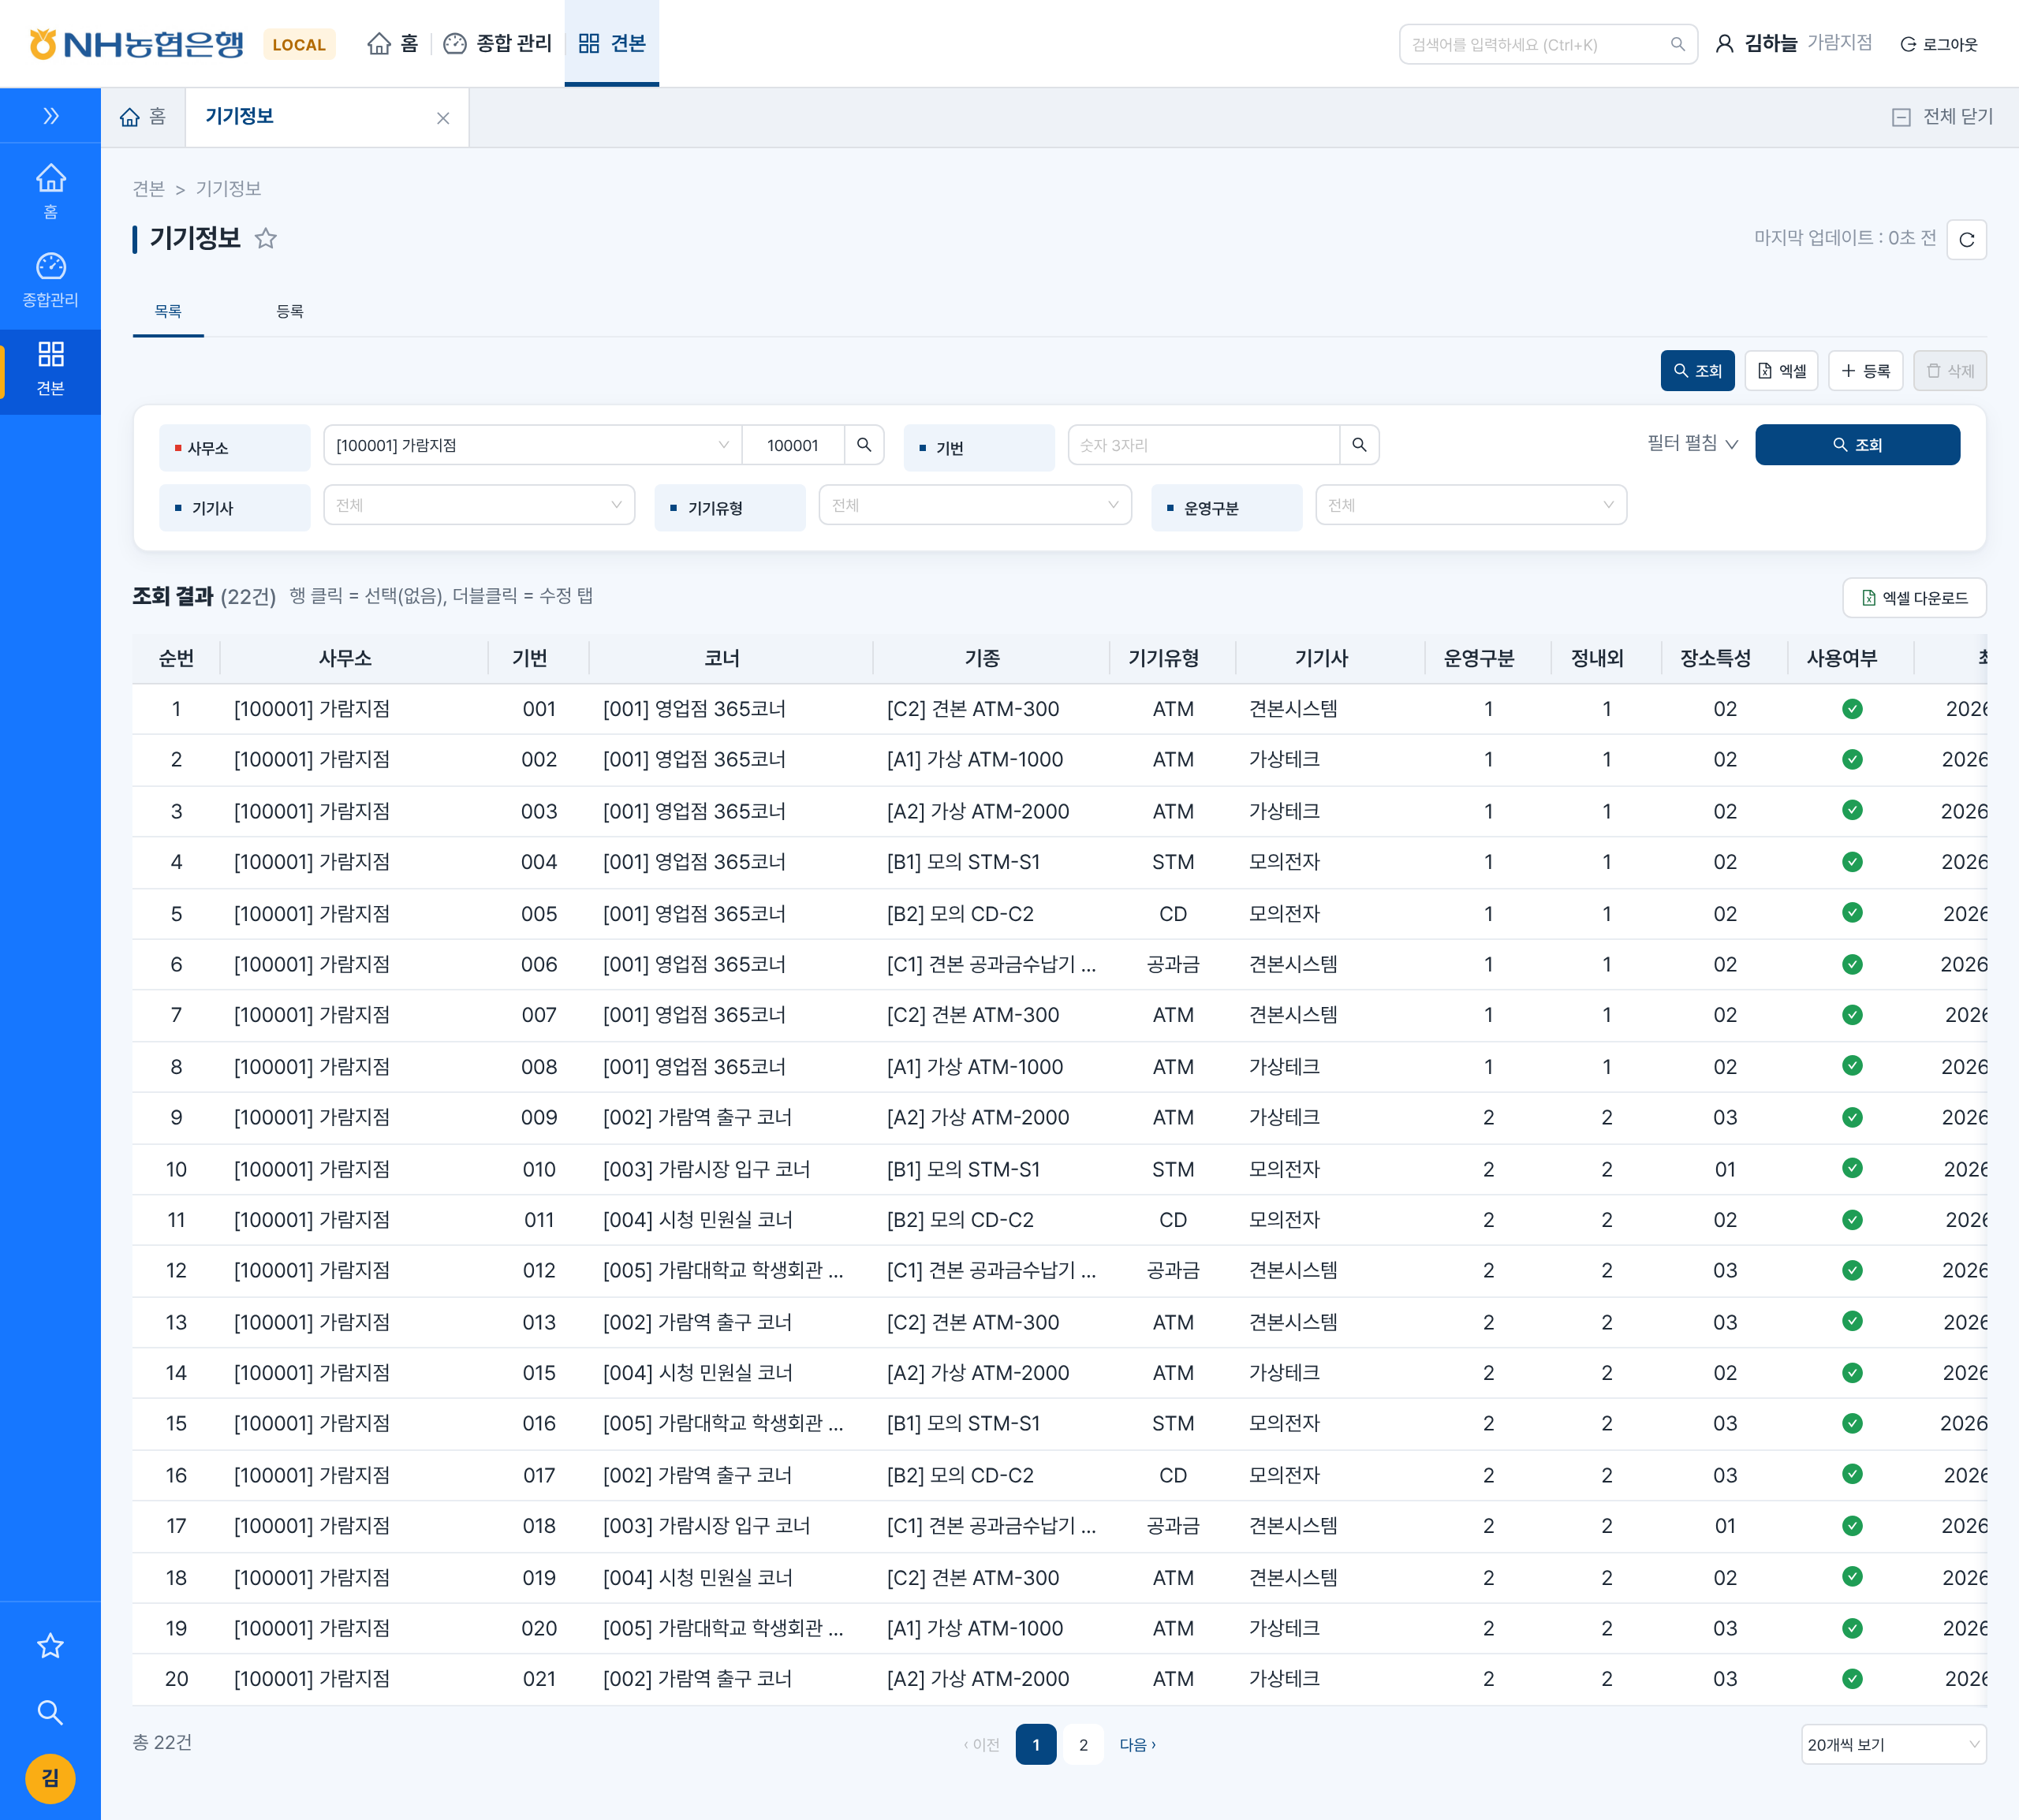 NH농협은행 LOCAL 홈 종합 관리 견본 검색어를 입력하세요 (Ctrl+K) 김하늘 가람지점 로그아웃
홈 기기정보 전체 닫기
홈
종합관리
견본
김
견본 > 기기정보
기기정보 마지막 업데이트 : 0초 전
목록 등록
조회 엑셀 등록 삭제
사무소 [100001] 가람지점 100001 기번 숫자 3자리 필터 펼침 조회
기기사 전체 기기유형 전체 운영구분 전체
조회 결과 (22건) 행 클릭 = 선택(없음), 더블클릭 = 수정 탭 엑셀 다운로드
순번 사무소 기번 코너 기종 기기유형 기기사 운영구분 정내외 장소특성 사용여부
1 [100001] 가람지점 001 [001] 영업점 365코너 [C2] 견본 ATM-300 ATM 견본시스템 1 1 02 2026
2 [100001] 가람지점 002 [001] 영업점 365코너 [A1] 가상 ATM-1000 ATM 가상테크 1 1 02 2026
3 [100001] 가람지점 003 [001] 영업점 365코너 [A2] 가상 ATM-2000 ATM 가상테크 1 1 02 2026
4 [100001] 가람지점 004 [001] 영업점 365코너 [B1] 모의 STM-S1 STM 모의전자 1 1 02 2026
5 [100001] 가람지점 005 [001] 영업점 365코너 [B2] 모의 CD-C2 CD 모의전자 1 1 02 2026
6 [100001] 가람지점 006 [001] 영업점 365코너 [C1] 견본 공과금수납기 ... 공과금 견본시스템 1 1 02 2026
7 [100001] 가람지점 007 [001] 영업점 365코너 [C2] 견본 ATM-300 ATM 견본시스템 1 1 02 2026
8 [100001] 가람지점 008 [001] 영업점 365코너 [A1] 가상 ATM-1000 ATM 가상테크 1 1 02 2026
9 [100001] 가람지점 009 [002] 가람역 출구 코너 [A2] 가상 ATM-2000 ATM 가상테크 2 2 03 2026
10 [100001] 가람지점 010 [003] 가람시장 입구 코너 [B1] 모의 STM-S1 STM 모의전자 2 2 01 2026
11 [100001] 가람지점 011 [004] 시청 민원실 코너 [B2] 모의 CD-C2 CD 모의전자 2 2 02 2026
12 [100001] 가람지점 012 [005] 가람대학교 학생회관 ... [C1] 견본 공과금수납기 ... 공과금 견본시스템 2 2 03 2026
13 [100001] 가람지점 013 [002] 가람역 출구 코너 [C2] 견본 ATM-300 ATM 견본시스템 2 2 03 2026
14 [100001] 가람지점 015 [004] 시청 민원실 코너 [A2] 가상 ATM-2000 ATM 가상테크 2 2 02 2026
15 [100001] 가람지점 016 [005] 가람대학교 학생회관 ... [B1] 모의 STM-S1 STM 모의전자 2 2 03 2026
16 [100001] 가람지점 017 [002] 가람역 출구 코너 [B2] 모의 CD-C2 CD 모의전자 2 2 03 2026
17 [100001] 가람지점 018 [003] 가람시장 입구 코너 [C1] 견본 공과금수납기 ... 공과금 견본시스템 2 2 01 2026
18 [100001] 가람지점 019 [004] 시청 민원실 코너 [C2] 견본 ATM-300 ATM 견본시스템 2 2 02 2026
19 [100001] 가람지점 020 [005] 가람대학교 학생회관 ... [A1] 가상 ATM-1000 ATM 가상테크 2 2 03 2026
20 [100001] 가람지점 021 [002] 가람역 출구 코너 [A2] 가상 ATM-2000 ATM 가상테크 2 2 03 2026
총 22건 ‹ 이전 1 2 다음 › 20개씩 보기